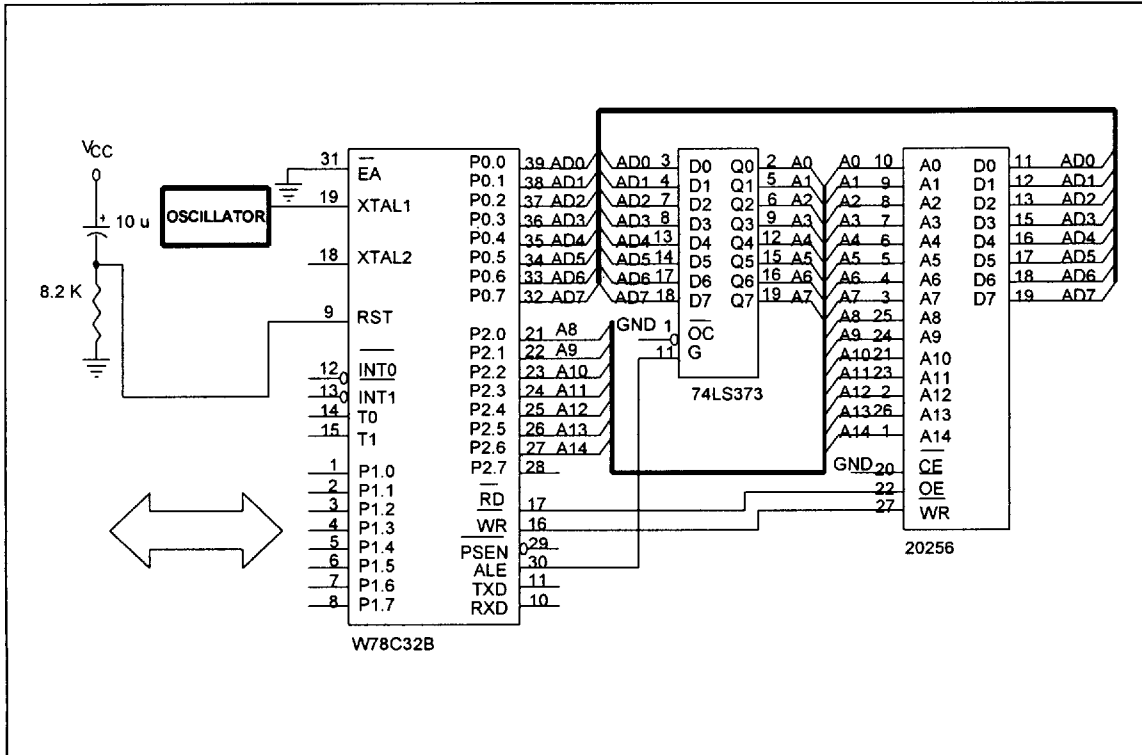 VCC
10 u
8.2 K
OSCILLATOR
31 EA
19 XTAL1
18 XTAL2
9 RST
12 INT0
13 INT1
14 T0
15 T1
1 P1.0
2 P1.1
3 P1.2
4 P1.3
5 P1.4
6 P1.5
7 P1.6
8 P1.7
P0.0 39 AD0
P0.1 38 AD1
P0.2 37 AD2
P0.3 36 AD3
P0.4 35 AD4
P0.5 34 AD5
P0.6 33 AD6
P0.7 32 AD7
P2.0 21 A8
P2.1 22 A9
P2.2 23 A10
P2.3 24 A11
P2.4 25 A12
P2.5 26 A13
P2.6 27 A14
P2.7 28
RD 17
WR 16
PSEN 29
ALE 30
TXD 11
RXD 10
W78C32B
AD0 3 D0 Q0 2 A0
AD1 4 D1 Q1 5 A1
AD2 7 D2 Q2 6 A2
AD3 8 D3 Q3 9 A3
AD4 13 D4 Q4 12 A4
AD5 14 D5 Q5 15 A5
AD6 17 D6 Q6 16 A6
AD7 18 D7 Q7 19 A7
GND 1 OC
11 G
74LS373
A0 10 A0 D0 11 AD0
A1 9 A1 D1 12 AD1
A2 8 A2 D2 13 AD2
A3 7 A3 D3 15 AD3
A4 6 A4 D4 16 AD4
A5 5 A5 D5 17 AD5
A6 4 A6 D6 18 AD6
A7 3 A7 D7 19 AD7
A8 25 A8
A9 24 A9
A10 21 A10
A11 23 A11
A12 2 A12
A13 26 A13
A14 1 A14
GND 20 CE
22 OE
27 WR
20256